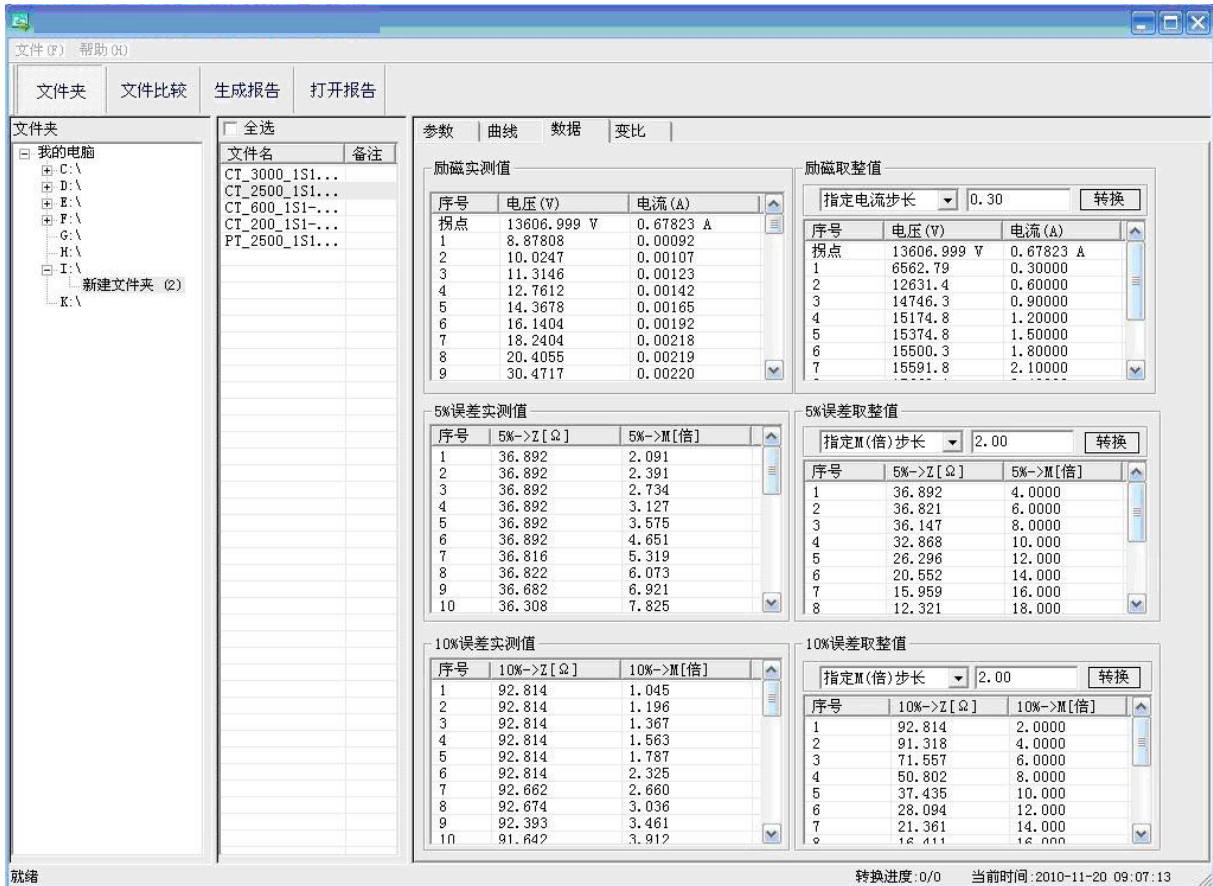 文件(F) 帮助(H)
文件夹 文件比较 生成报告 打开报告
文件夹
我的电脑
C:\
D:\
E:\
F:\
G:\
H:\
I:\
新建文件夹 (2)
K:\
全选
文件名 备注
CT_3000_1S1...
CT_2500_1S1...
CT_600_1S1-...
CT_200_1S1-...
PT_2500_1S1...
参数 曲线 数据 变比
励磁实测值
序号 电压(V) 电流(A)
拐点 13606.999 V 0.67823 A
1 8.87808 0.00092
2 10.0247 0.00107
3 11.3146 0.00123
4 12.7612 0.00142
5 14.3678 0.00165
6 16.1404 0.00192
7 18.2404 0.00218
8 20.4055 0.00219
9 30.4717 0.00220
励磁取整值
指定电流步长 0.30 转换
序号 电压(V) 电流(A)
拐点 13606.999 V 0.67823 A
1 6562.79 0.30000
2 12631.4 0.60000
3 14746.3 0.90000
4 15174.8 1.20000
5 15374.8 1.50000
6 15500.3 1.80000
7 15591.8 2.10000
5%误差实测值
序号 5%->Z[Ω] 5%->M[倍]
1 36.892 2.091
2 36.892 2.391
3 36.892 2.734
4 36.892 3.127
5 36.892 3.575
6 36.892 4.651
7 36.816 5.319
8 36.822 6.073
9 36.682 6.921
10 36.308 7.825
5%误差取整值
指定M(倍)步长 2.00 转换
序号 5%->Z[Ω] 5%->M[倍]
1 36.892 4.0000
2 36.821 6.0000
3 36.147 8.0000
4 32.868 10.000
5 26.296 12.000
6 20.552 14.000
7 15.959 16.000
8 12.321 18.000
10%误差实测值
序号 10%->Z[Ω] 10%->M[倍]
1 92.814 1.045
2 92.814 1.196
3 92.814 1.367
4 92.814 1.563
5 92.814 1.787
6 92.814 2.325
7 92.662 2.660
8 92.674 3.036
9 92.393 3.461
10 91.642 3.912
10%误差取整值
指定M(倍)步长 2.00 转换
序号 10%->Z[Ω] 10%->M[倍]
1 92.814 2.0000
2 91.318 4.0000
3 71.557 6.0000
4 50.802 8.0000
5 37.435 10.000
6 28.094 12.000
7 21.361 14.000
8 16.411 16.000
就绪 转换进度:0/0 当前时间:2010-11-20 09:07:13